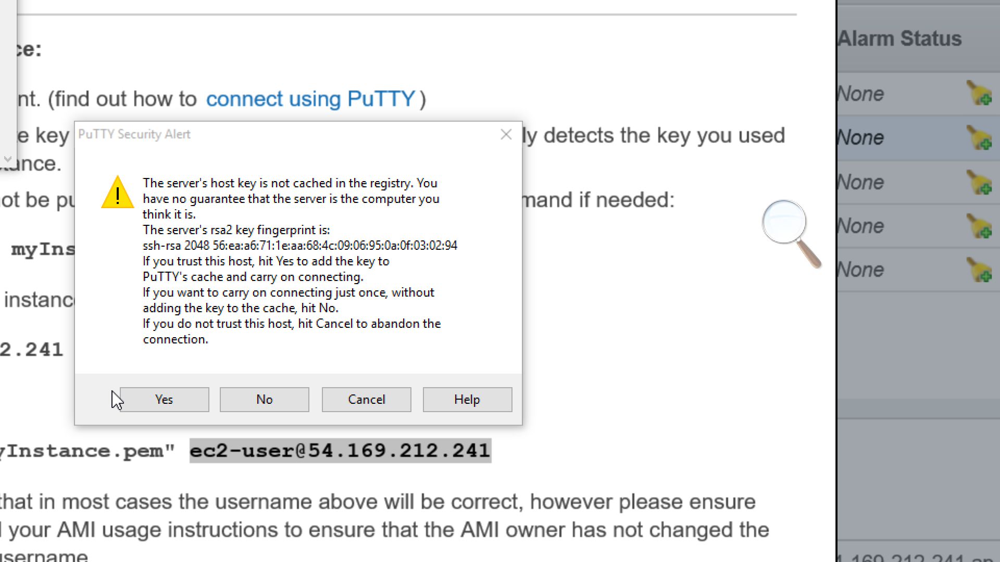 ce:
Alarm Status
nt. (find out how to connect using PuTTY)
None
e key
ly detects the key you used
None
PuTTY Security Alert
tance.
The server's host key is not cached in the registry. You
have no guarantee that the server is the computer you
think it is.
The server's rsa2 key fingerprint is:
ssh-rsa 2048 56:ea:a6:71:1e:aa:68:4c:09:06:95:0a:0f:03:02:94
If you trust this host, hit Yes to add the key to
PuTTY's cache and carry on connecting.
If you want to carry on connecting just once, without
adding the key to the cache, hit No.
If you do not trust this host, hit Cancel to abandon the
connection.
Yes
No
Cancel
Help
None
ot be pu
mand if needed:
None
myIns
None
instanc
2.241
yInstance.pem" ec2-user@54.169.212.241
that in most cases the username above will be correct, however please ensure
your AMI usage instructions to ensure that the AMI owner has not changed the
username